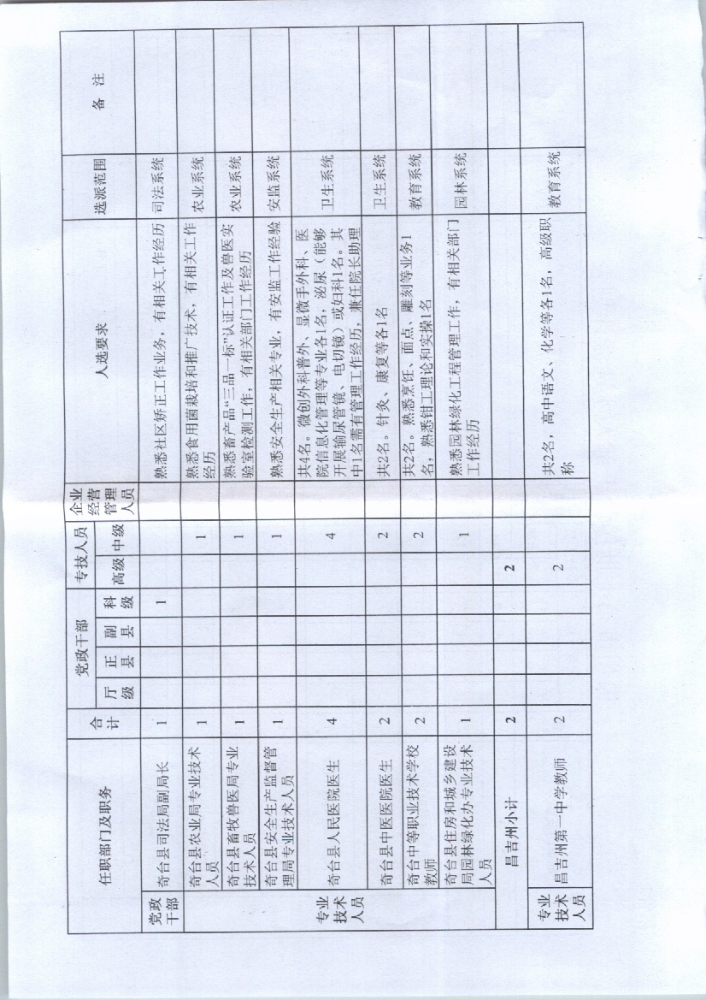 任职部门及职务
合计
党政干部
专技人员
企业经营管理人员
人选要求
选派范围
备 注
厅级
正县
副县
科级
高级
中级
党政干部
奇台县司法局副局长
1
1
熟悉社区矫正工作业务，有相关工作经历
司法系统
专业技术人员
奇台县农业局专业技术
人员
1
1
熟悉食用菌栽培和推广技术，有相关工作
经历
农业系统
奇台县畜牧兽医局专业
技术人员
1
1
熟悉畜产品“三品一标”认证工作及兽医实
验室检测工作，有相关部门工作经历
农业系统
奇台县安全生产监督管
理局专业技术人员
1
1
熟悉安全生产相关专业，有安监工作经验
安监系统
奇台县人民医院医生
4
4
共4名。微创外科普外、显微手外科、医
院信息化管理等专业各1名，泌尿（能够
开展输尿管镜、电切镜）或妇科1名。其
中1名需有管理工作经历，兼任院长助理
卫生系统
奇台县中医医院医生
2
2
共2名。针灸、康复等各1名
卫生系统
奇台中等职业技术学校
教师
2
2
共2名。熟悉烹饪、面点、雕刻等业务1
名，熟悉钳工理论和实操1名
教育系统
奇台县住房和城乡建设
局园林绿化办专业技术
人员
1
1
熟悉园林绿化工程管理工作，有相关部门
工作经历
园林系统
昌吉州小计
2
2
专业技术人员
昌吉州第一中学教师
2
2
共2名，高中语文、化学等各1名，高级职
称
教育系统